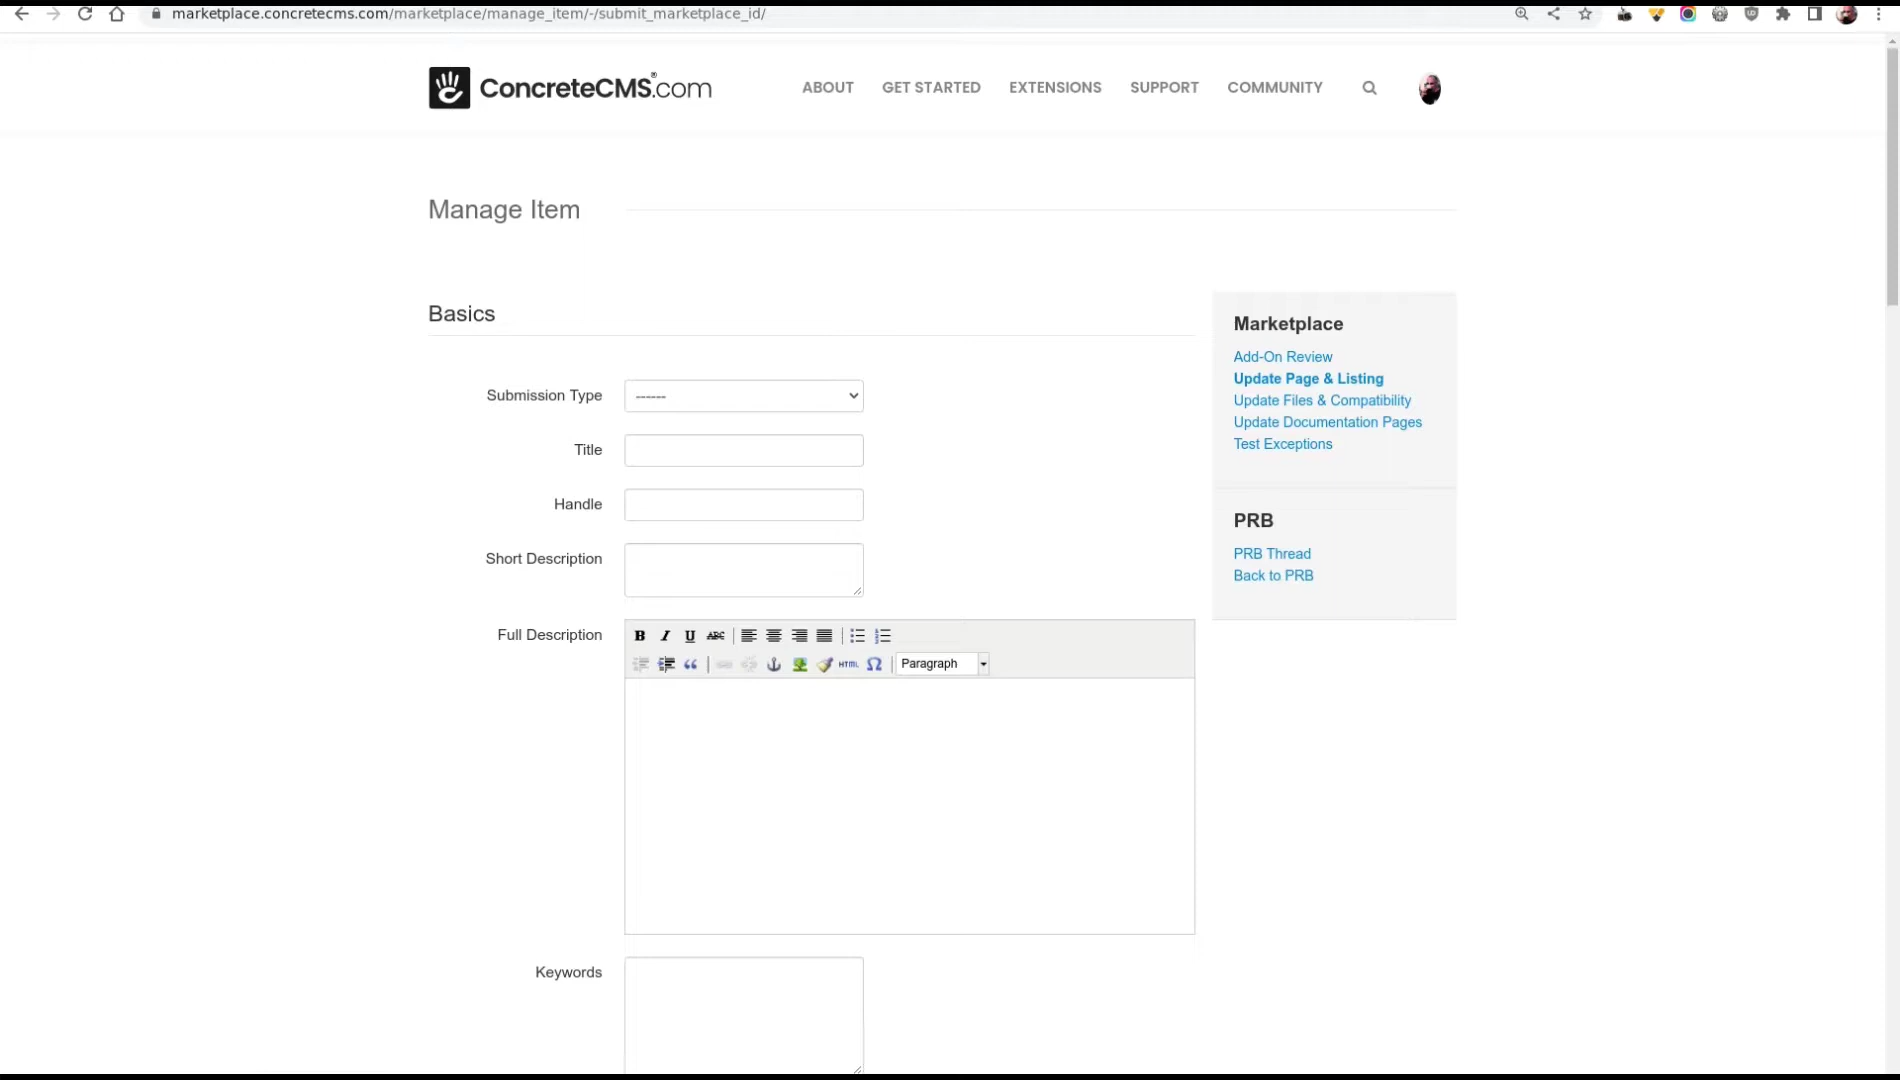 marketplace.concretecms.com/marketplace/manage_item/-/submit_marketplace_id/
ConcreteCMS®.com
ABOUT
GET STARTED
EXTENSIONS
SUPPORT
COMMUNITY
Manage Item
Basics
Submission Type
------
Title
Handle
Short Description
Full Description
B I U ABC
HTML Ω Paragraph
Keywords
Marketplace
Add-On Review
Update Page & Listing
Update Files & Compatibility
Update Documentation Pages
Test Exceptions
PRB
PRB Thread
Back to PRB